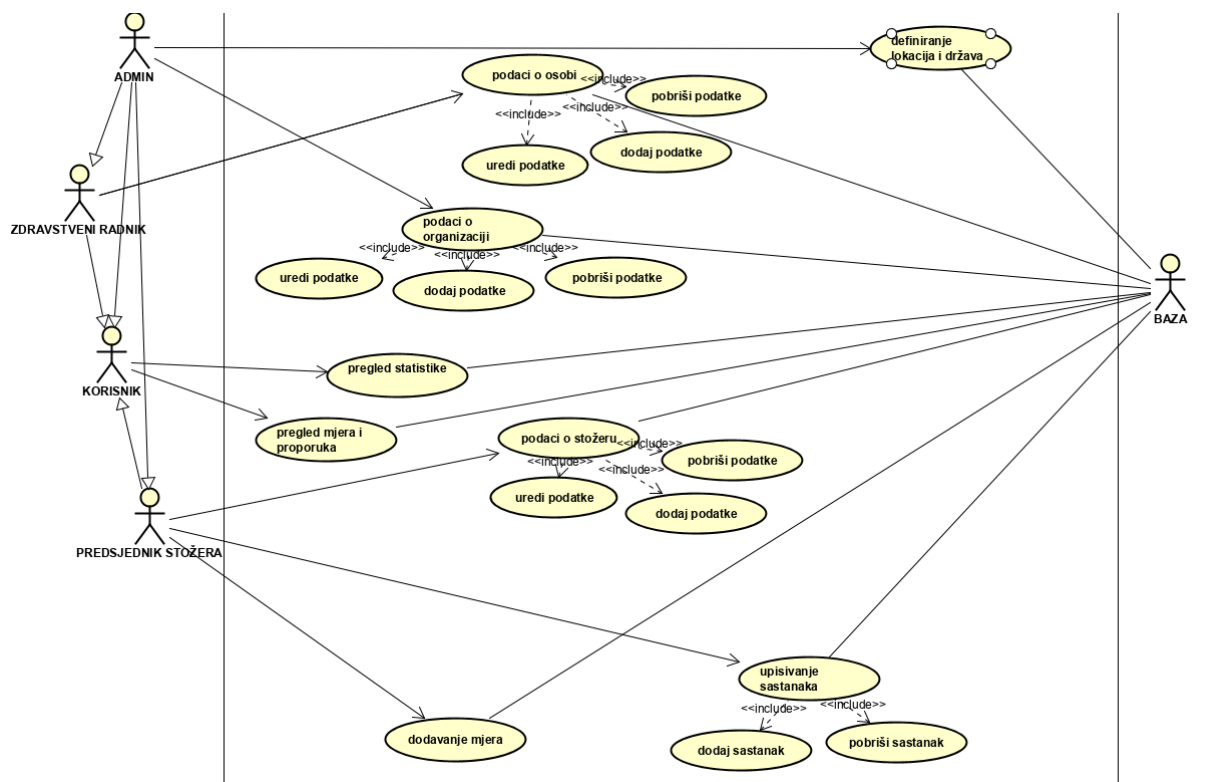 definiranje
lokacija i država
ADMIN
podaci o osobi
<<include>>
pobriši podatke
<<include>>
<<include>>
dodaj podatke
uredi podatke
ZDRAVSTVENI RADNIK
podaci o
organizaciji
<<include>>
<<include>>
<<include>>
uredi podatke
dodaj podatke
pobriši podatke
BAZA
KORISNIK
pregled statistike
pregled mjera i
proporuka
podaci o stožeru
<<include>>
pobriši podatke
<<include>>
<<include>>
uredi podatke
dodaj podatke
PREDSJEDNIK STOŽERA
upisivanje
sastanaka
<<include>>
<<include>>
dodavanje mjera
dodaj sastanak
pobriši sastanak